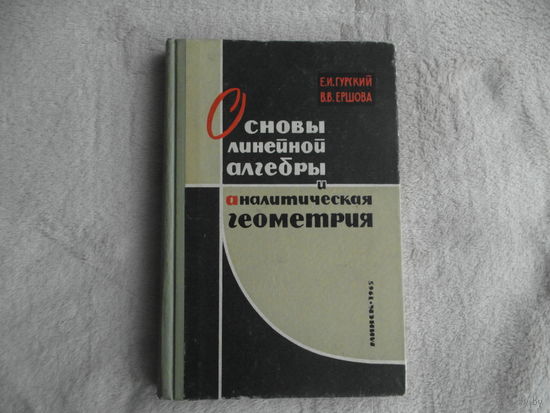 Е.И.ГУРСКИЙ
В.В.ЕРШОВА
Основы
линейной
алгебры
и
аналитическая
геометрия
МИНСК·1965